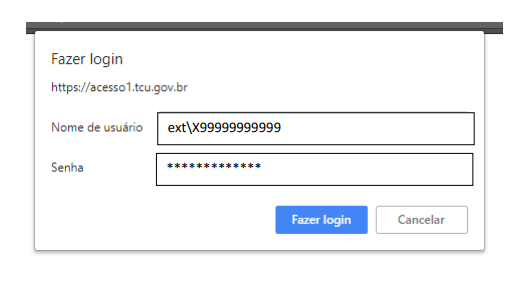 Fazer login
https://acesso1.tcu.gov.br
Nome de usuário ext\X99999999999
Senha *************
Fazer login Cancelar